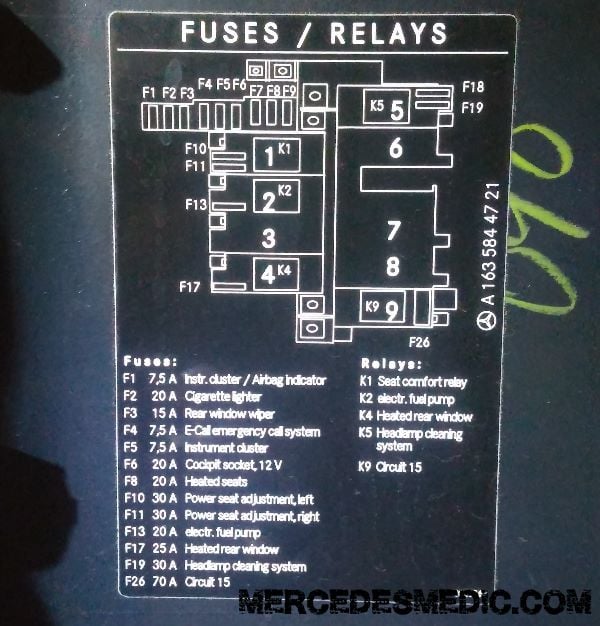 FUSES / RELAYS
F4 F5 F6
F1 F2 F3
F7 F8 F9
F18
F19
K5 5
F10
F11
1 K1
6
F13
2 K2
3
7
8
F17
4 K4
K9 9
F26
A 163 584 47 21
060
Fuses:
F1 7,5 A Instr. cluster / Airbag indicator
F2 20 A Cigarette lighter
F3 15 A Rear window wiper
F4 7,5 A E-Call emergency call system
F5 7,5 A Instrument cluster
F6 20 A Cockpit socket, 12 V
F8 20 A Heated seats
F10 30 A Power seat adjustment, left
F11 30 A Power seat adjustment, right
F13 20 A electr. fuel pump
F17 25 A Heated rear window
F19 30 A Headlamp cleaning system
F26 70 A Circuit 15
Relays:
K1 Seat comfort relay
K2 electr. fuel pump
K4 Heated rear window
K5 Headlamp cleaning
system
K9 Circuit 15
MERCEDESMEDIC.COM